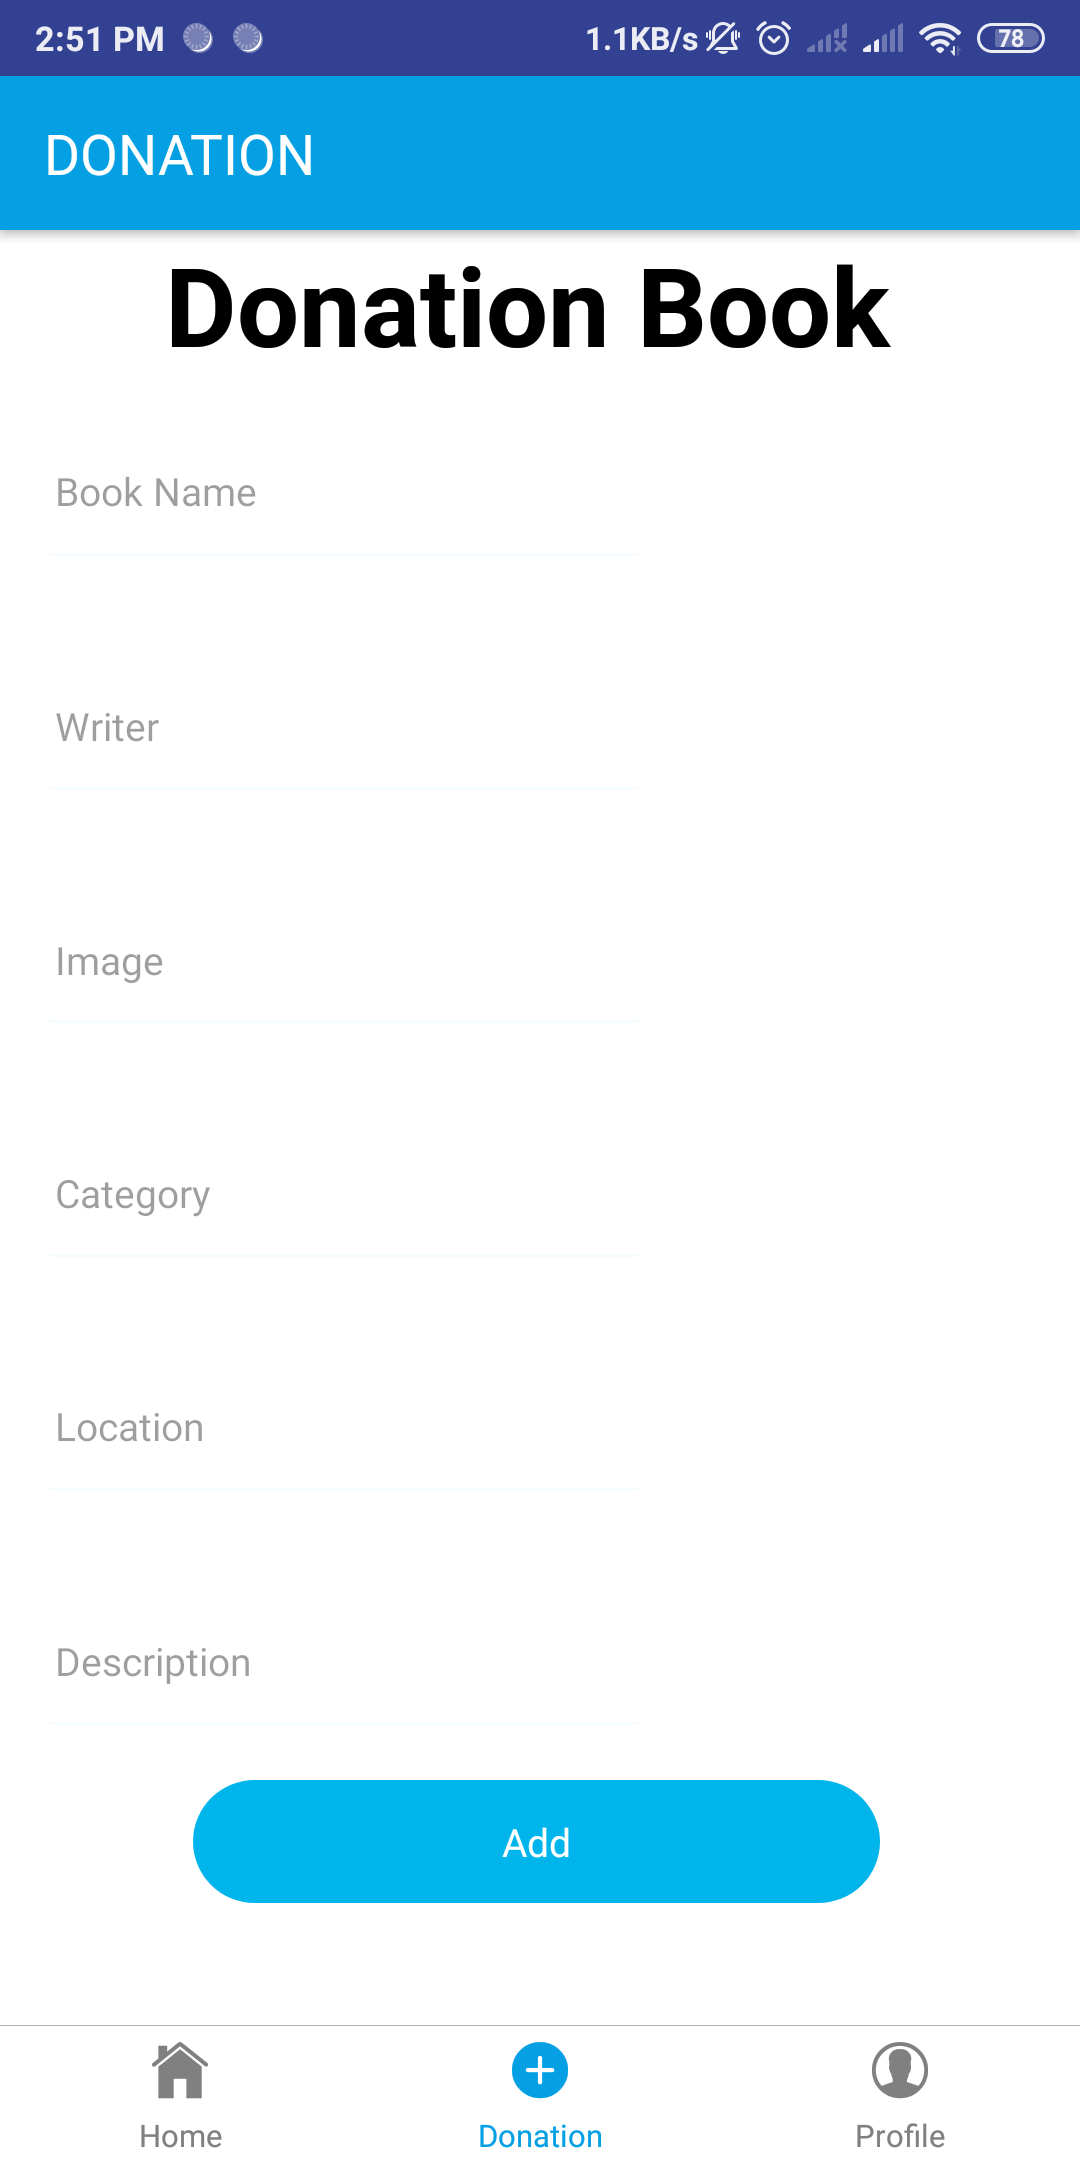 2:51 PM 1.1KB/s 78
DONATION
Donation Book
Book Name
Writer
Image
Category
Location
Description
Add
Home Donation Profile